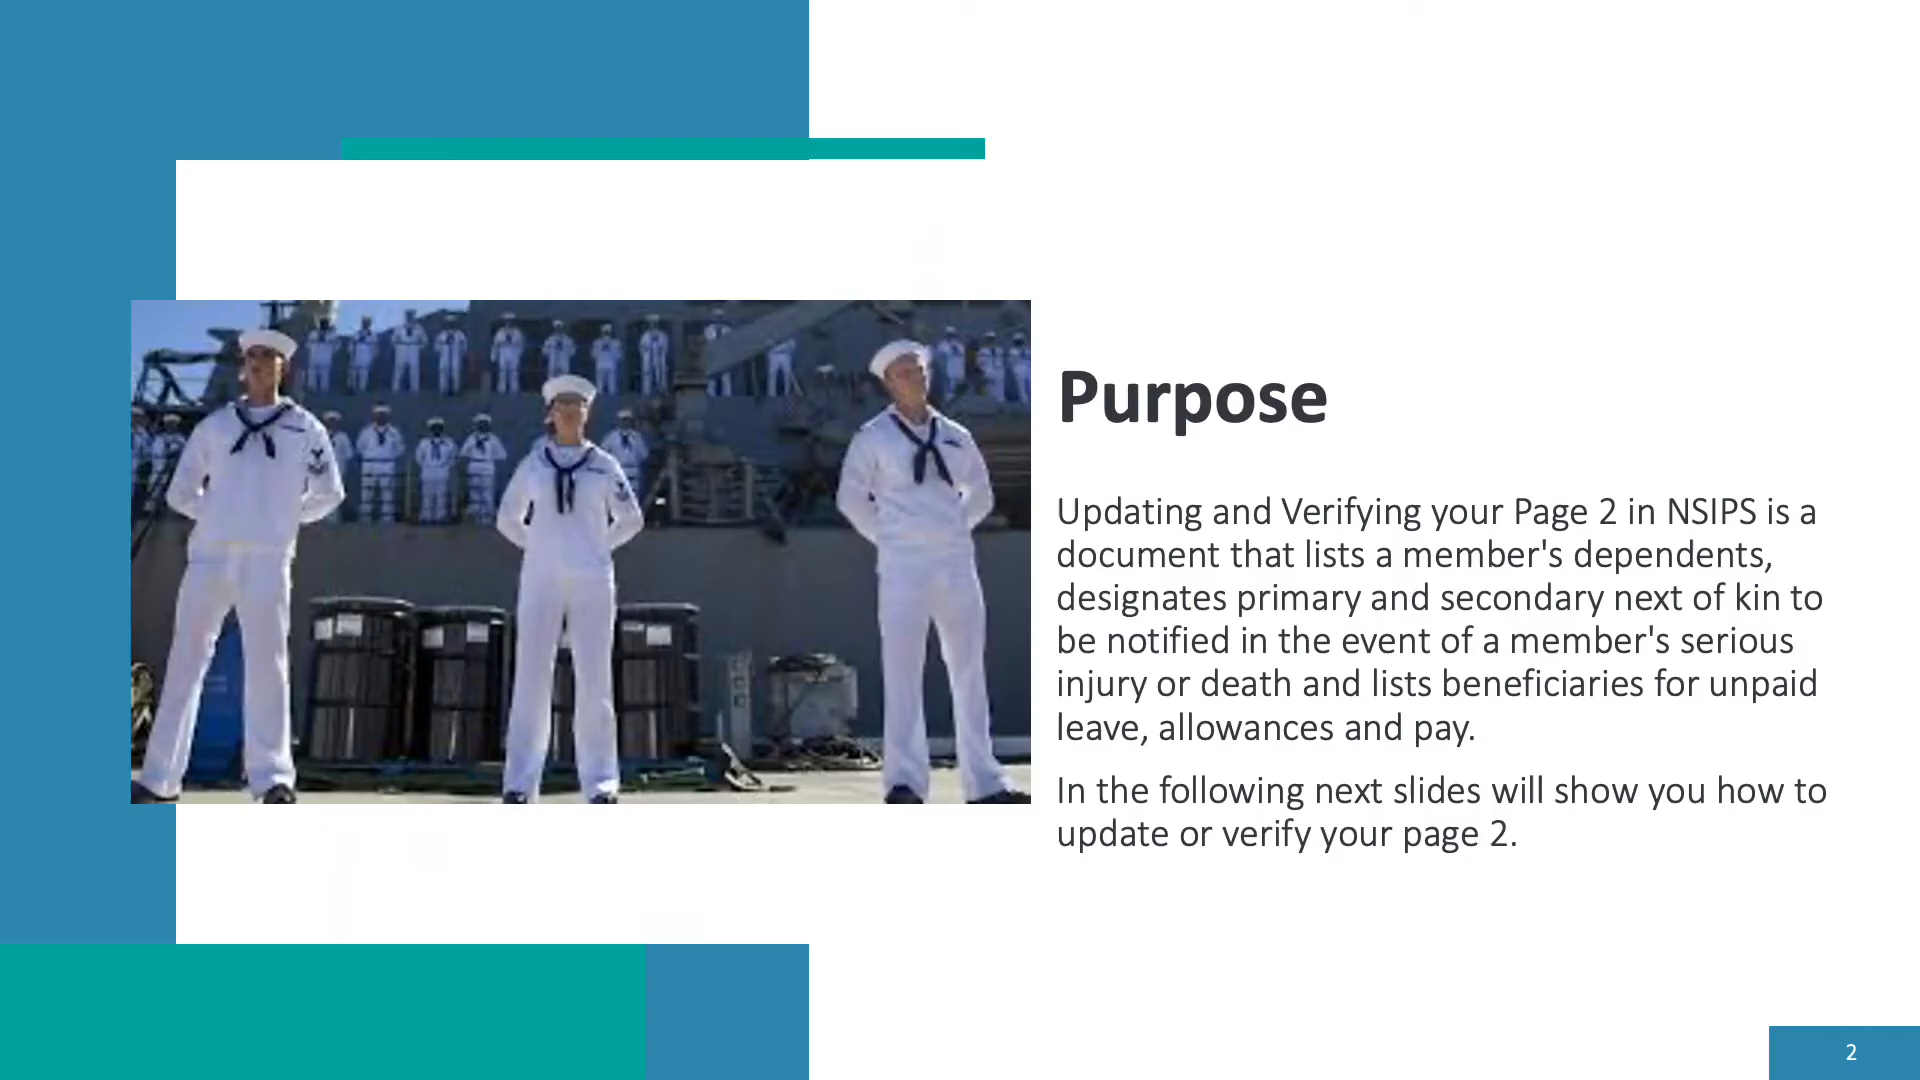 Purpose
Updating and Verifying your Page 2 in NSIPS is a
document that lists a member's dependents,
designates primary and secondary next of kin to
be notified in the event of a member's serious
injury or death and lists beneficiaries for unpaid
leave, allowances and pay.
In the following next slides will show you how to
update or verify your page 2.
2